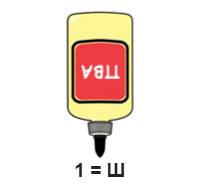 ПВА
1 = Ш